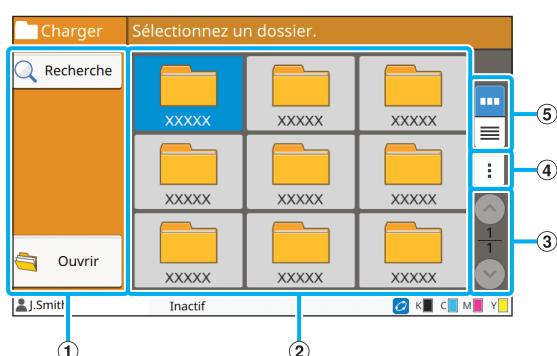 Charger Sélectionnez un dossier.
Recherche
XXXXX XXXXX XXXXX
5
4
XXXXX XXXXX XXXXX
1
1
3
Ouvrir
XXXXX XXXXX XXXXX
J.Smith Inactif K C M Y
1 2